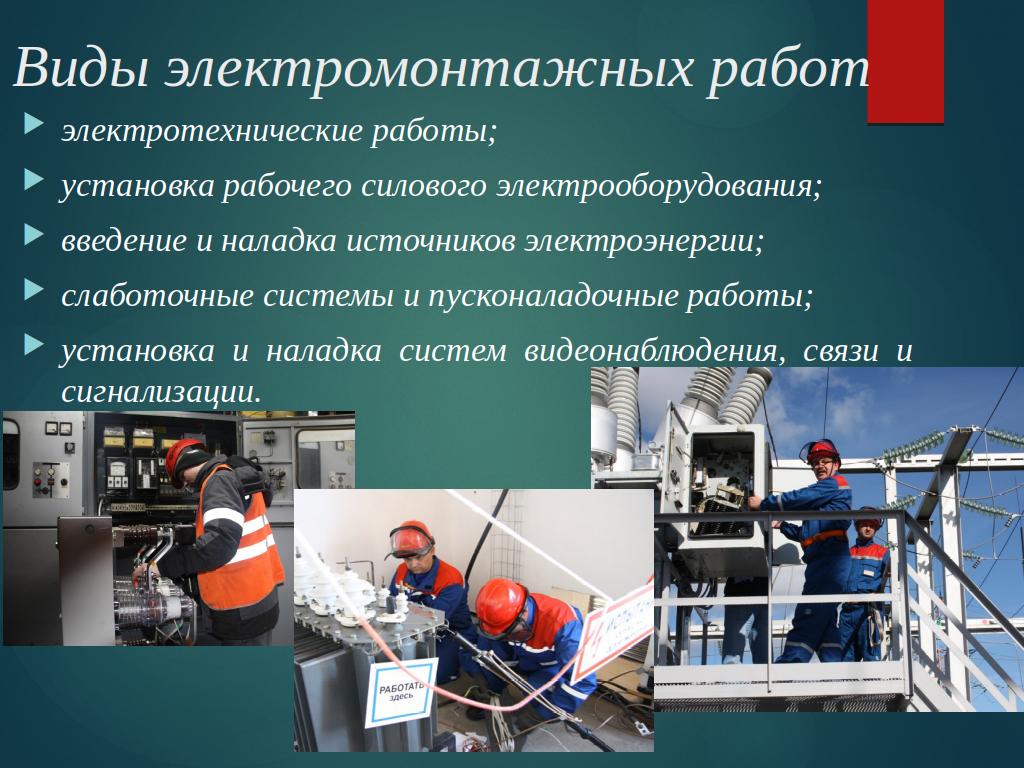 Виды электромонтажных работ
электротехнические работы;
установка рабочего силового электрооборудования;
введение и наладка источников электроэнергии;
слаботочные системы и пусконаладочные работы;
установка и наладка систем видеонаблюдения, связи и
сигнализации.
РАБОТАТЬ
здесь